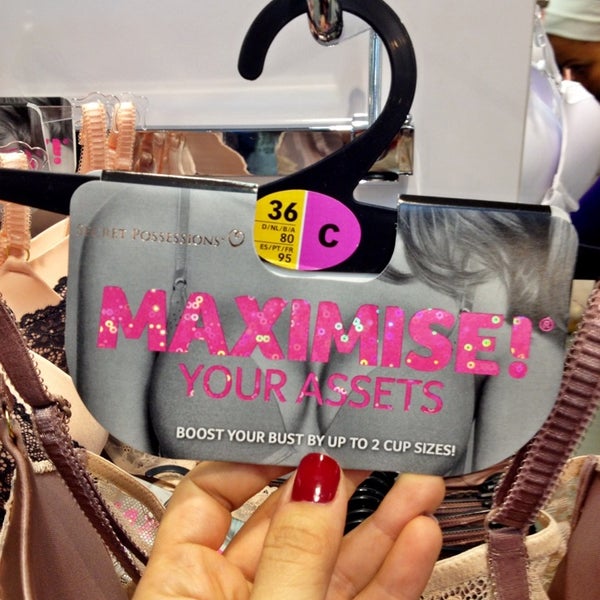 36
D/NL/B/A
80
ES/PT/FR
95
C
SECRET POSSESSIONS
MAXIMISE!®
YOUR ASSETS
BOOST YOUR BUST BY UP TO 2 CUP SIZES!